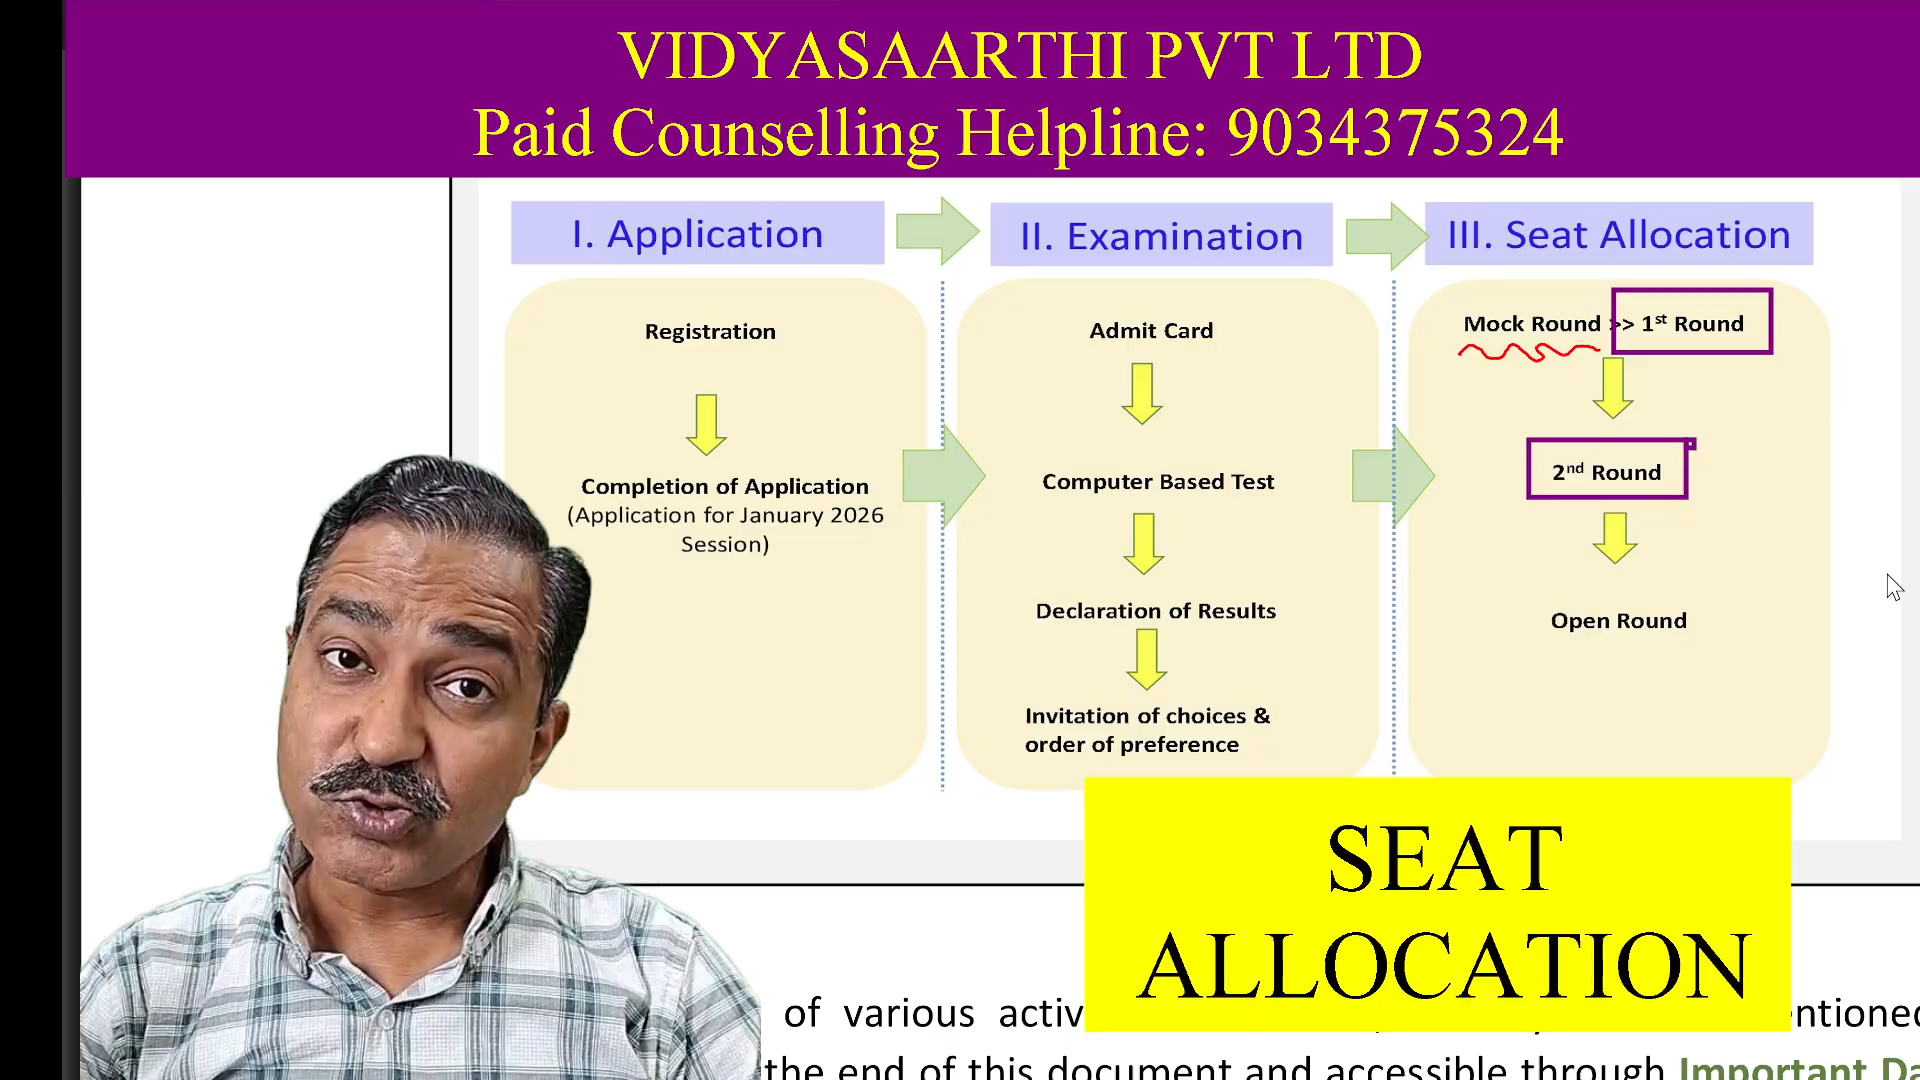 VIDYASAARTHI PVT LTD
Paid Counselling Helpline: 9034375324
I. Application
II. Examination
III. Seat Allocation
Registration
Completion of Application
(Application for January 2026
Session)
Admit Card
Computer Based Test
Declaration of Results
Invitation of choices &
order of preference
Mock Round >> 1st Round
2nd Round
Open Round
SEAT
ALLOCATION
of various
the end of this document and accessible through Important